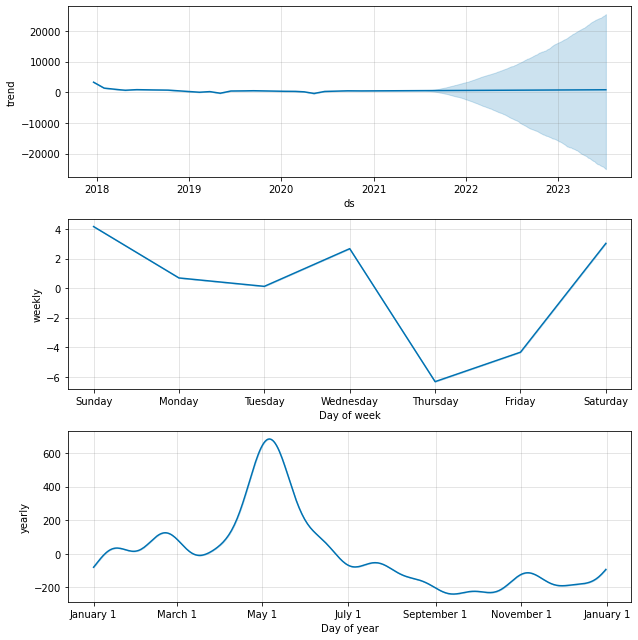 20000
10000
0
−10000
−20000
trend
2018 2019 2020 2021 2022 2023
ds
4
2
0
−2
−4
−6
weekly
Sunday Monday Tuesday Wednesday Thursday Friday Saturday
Day of week
600
400
200
0
−200
yearly
January 1 March 1 May 1 July 1 September 1 November 1 January 1
Day of year